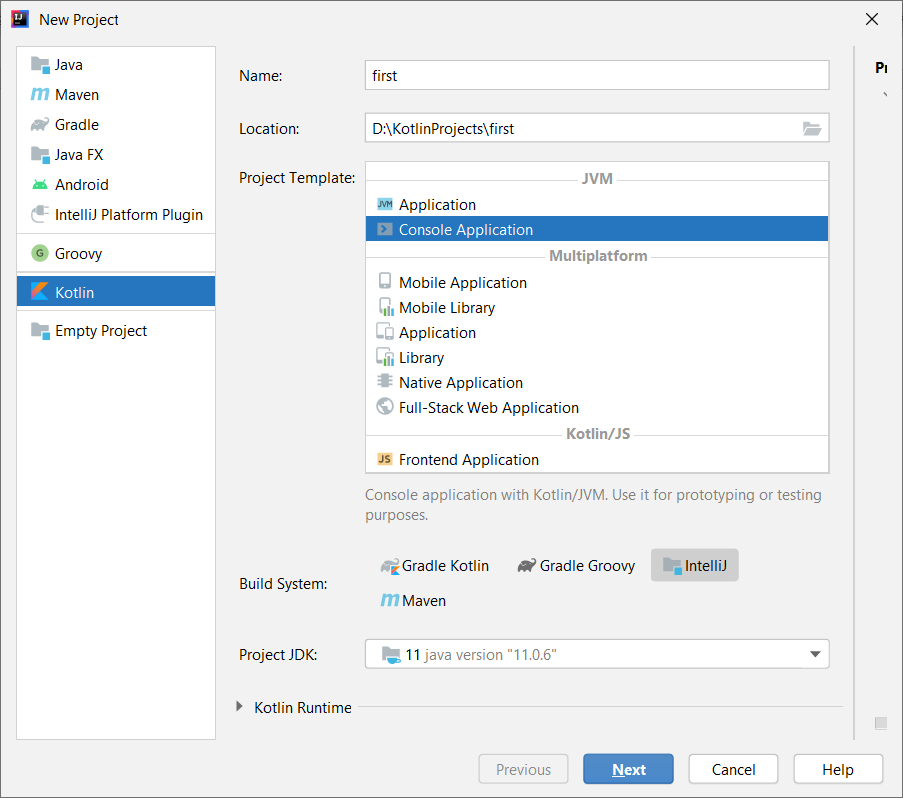 New Project
Java
Maven
Gradle
Java FX
Android
IntelliJ Platform Plugin
Groovy
Kotlin
Empty Project
Name: first
Location: D:\KotlinProjects\first
Project Template:
JVM
Application
Console Application
Multiplatform
Mobile Application
Mobile Library
Application
Library
Native Application
Full-Stack Web Application
Kotlin/JS
JS Frontend Application
Console application with Kotlin/JVM. Use it for prototyping or testing
purposes.
Build System:
Gradle Kotlin Gradle Groovy IntelliJ
Maven
Project JDK: 11 java version "11.0.6"
Kotlin Runtime
Previous Next Cancel Help